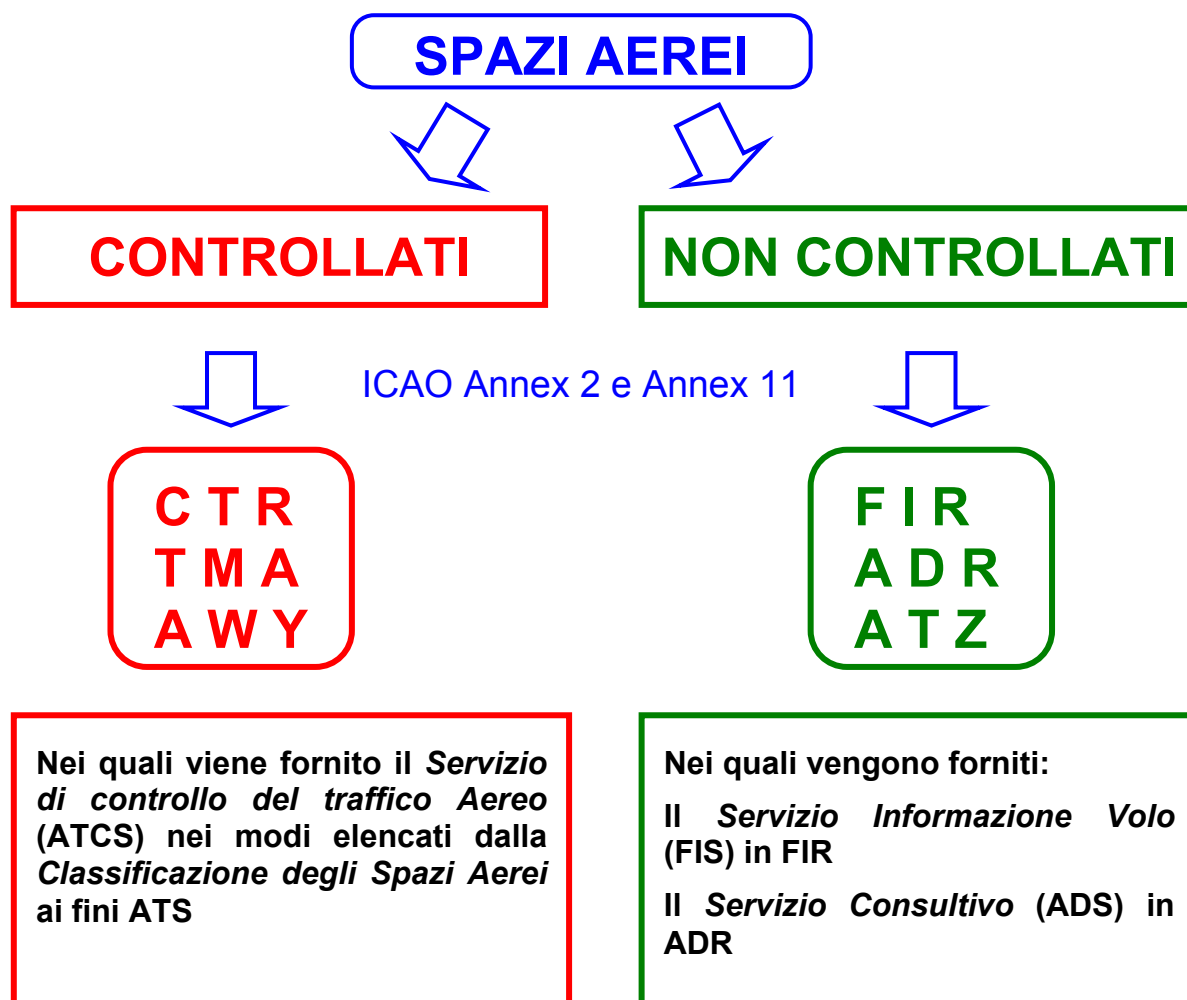 SPAZI AEREI
CONTROLLATI
NON CONTROLLATI
ICAO Annex 2 e Annex 11
C T R
T M A
A W Y
F I R
A D R
A T Z
Nei quali viene fornito il Servizio
di controllo del traffico Aereo
(ATCS) nei modi elencati dalla
Classificazione degli Spazi Aerei
ai fini ATS
Nei quali vengono forniti:
Il Servizio Informazione Volo
(FIS) in FIR
Il Servizio Consultivo (ADS) in
ADR